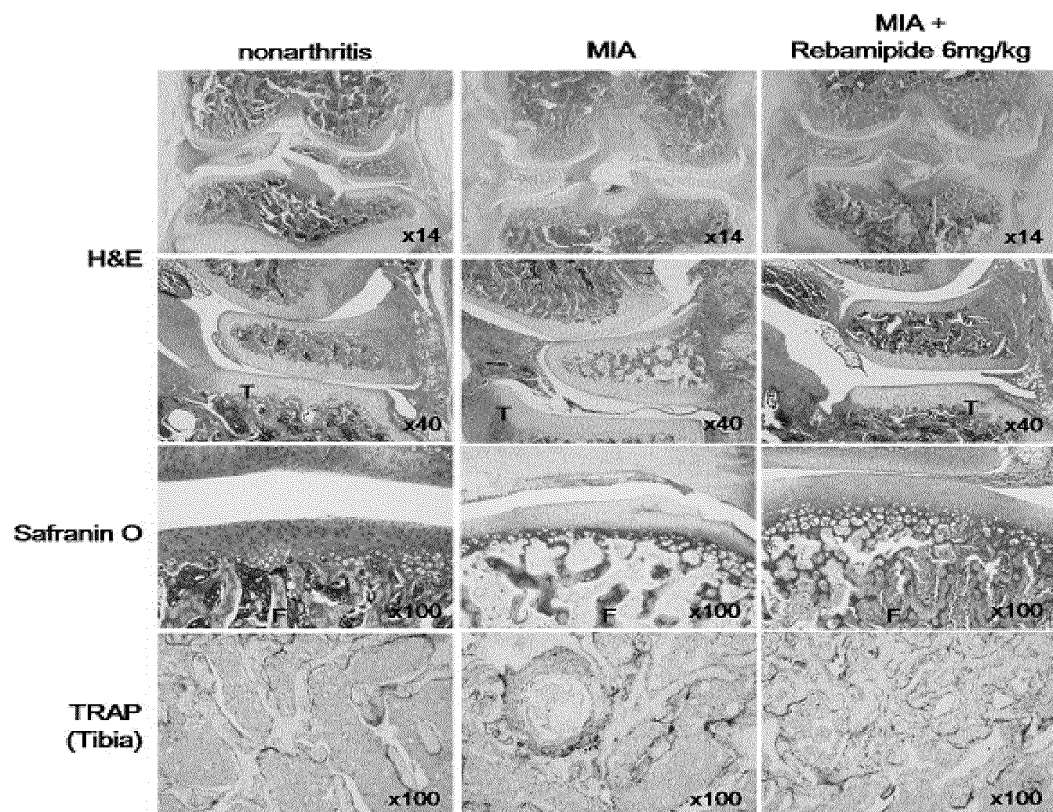 nonarthritis
MIA
MIA +
Rebamipide 6mg/kg
H&E
x14
x14
x14
T
x40
T
x40
T
x40
Safranin O
F
x100
F
x100
F
x100
TRAP
(Tibia)
x100
x100
x100